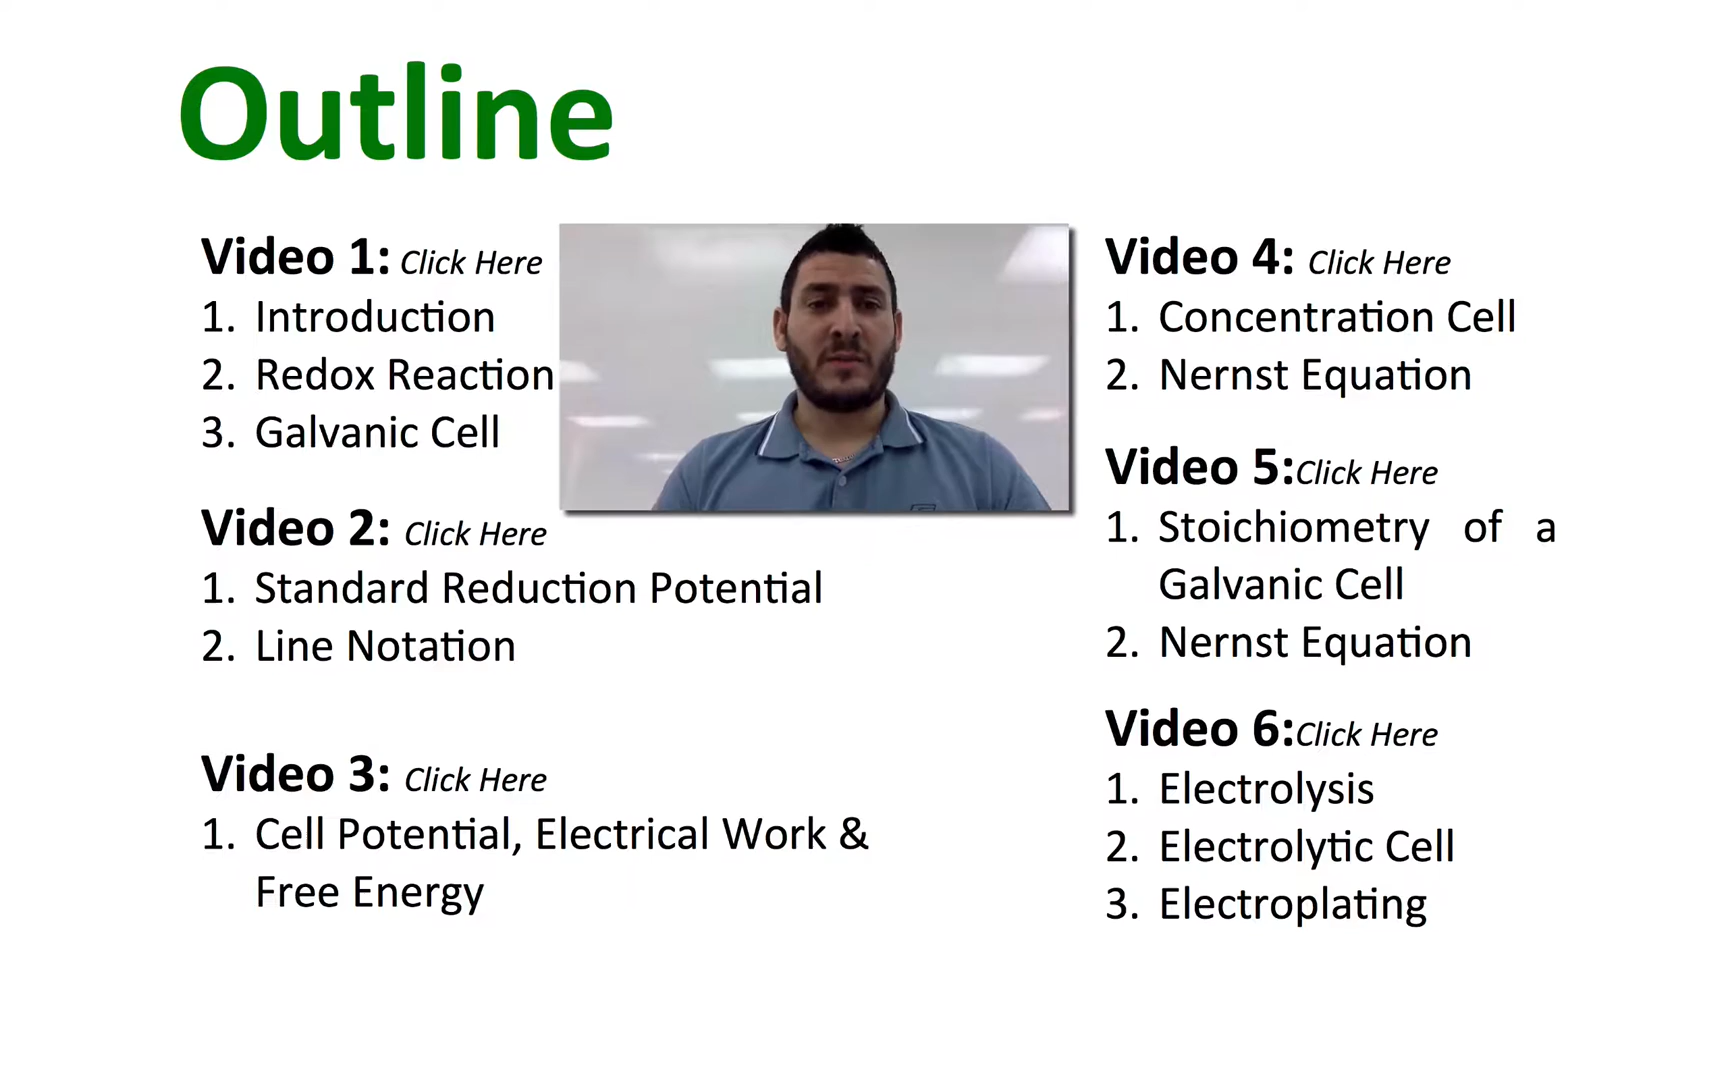 Outline
Video 1: Click Here
1. Introduction
2. Redox Reaction
3. Galvanic Cell
Video 2: Click Here
1. Standard Reduction Potential
2. Line Notation
Video 3: Click Here
1. Cell Potential, Electrical Work &
Free Energy
Video 4: Click Here
1. Concentration Cell
2. Nernst Equation
Video 5:Click Here
1. Stoichiometry of a
Galvanic Cell
2. Nernst Equation
Video 6:Click Here
1. Electrolysis
2. Electrolytic Cell
3. Electroplating